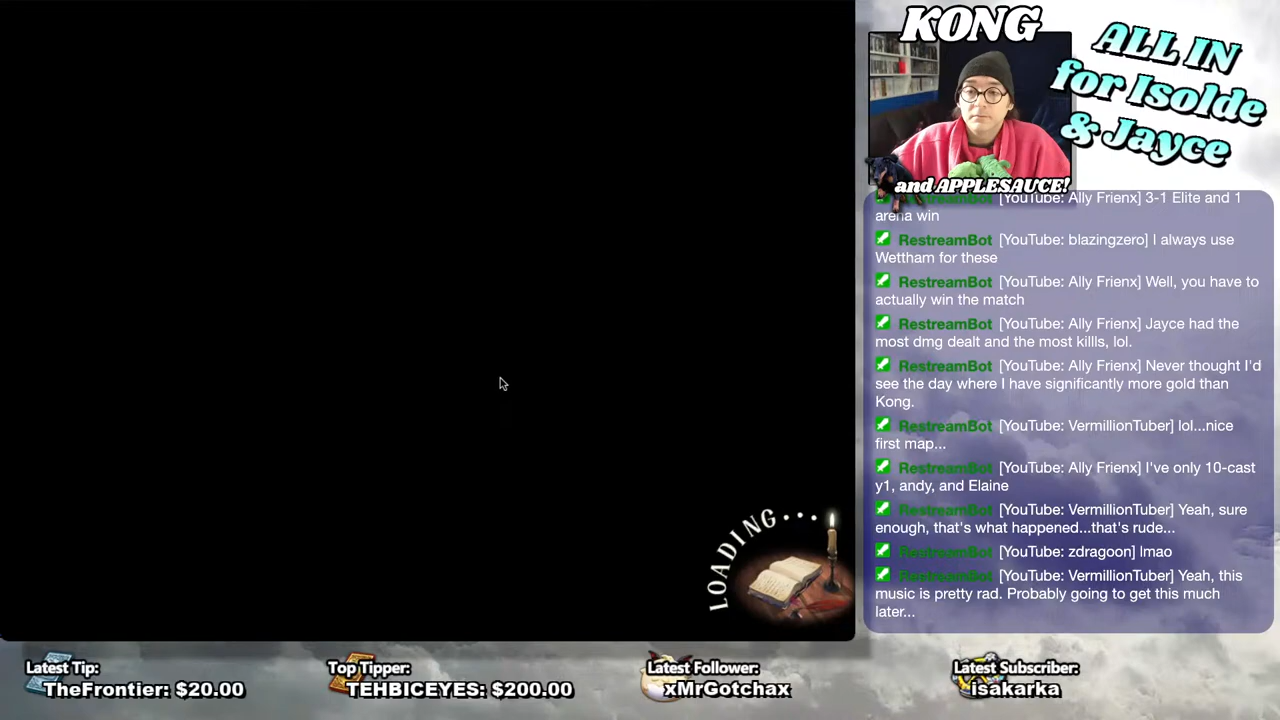 KONG
ALL IN
for Isolde
& Jayce
and APPLESAUCE!
[YouTube: Ally Frienx] 3-1 Elite and 1
arena win
RestreamBot [YouTube: blazingzero] I always use
Wettham for these
RestreamBot [YouTube: Ally Frienx] Well, you have to
actually win the match
RestreamBot [YouTube: Ally Frienx] Jayce had the
most dmg dealt and the most killls, lol.
RestreamBot [YouTube: Ally Frienx] Never thought I'd
see the day where I have significantly more gold than
Kong.
RestreamBot [YouTube: VermillionTuber] lol...nice
first map...
RestreamBot [YouTube: Ally Frienx] I've only 10-cast
y1, andy, and Elaine
RestreamBot [YouTube: VermillionTuber] Yeah, sure
enough, that's what happened...that's rude...
RestreamBot [YouTube: zdragoon] lmao
RestreamBot [YouTube: VermillionTuber] Yeah, this
music is pretty rad. Probably going to get this much
later...
LOADING...
Latest Tip:
TheFrontier: $20.00
Top Tipper:
TEHBICEYES: $200.00
Latest Follower:
xMrGotchax
Latest Subscriber:
isakarka